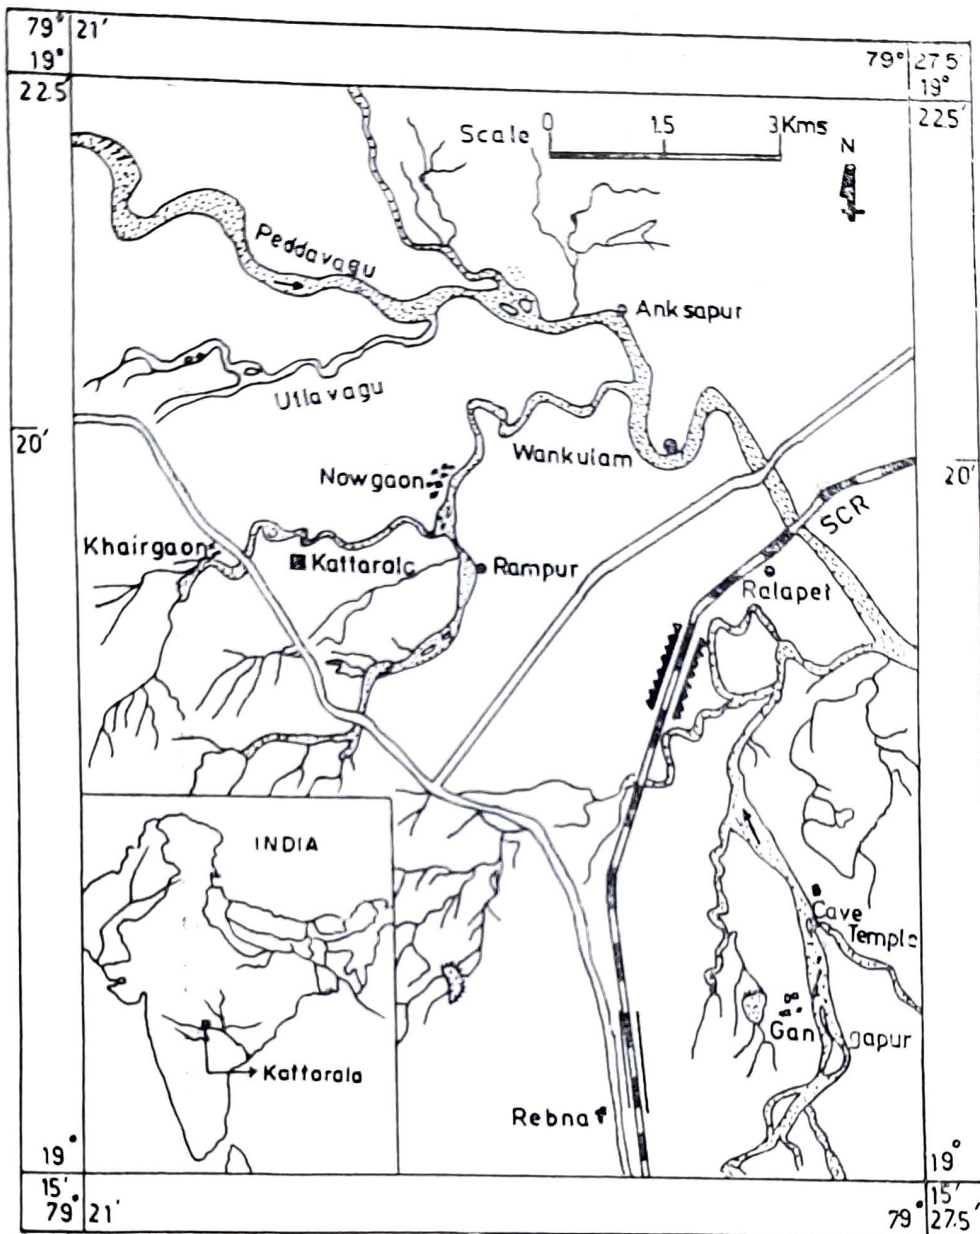 79° 21'
79° 27.5
19°
19°
22.5'
22.5'
Scale
0 1.5 3 Kms
N
Peddavagu
Anksapur
Utlavagu
20'
20'
Wankulam
Nowgaon
SCR
Khairgaon
Kattarala
Rampur
Ralapet
INDIA
Cave
Temple
Gan gapur
Kattarala
Rebna
19°
19°
15'
15'
79° 21'
79° 27.5'